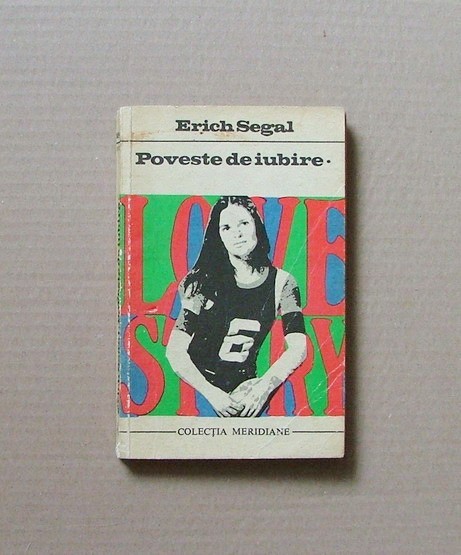 Erich Segal
Poveste de iubire.
LOVE
STORY
6
COLECȚIA MERIDIANE